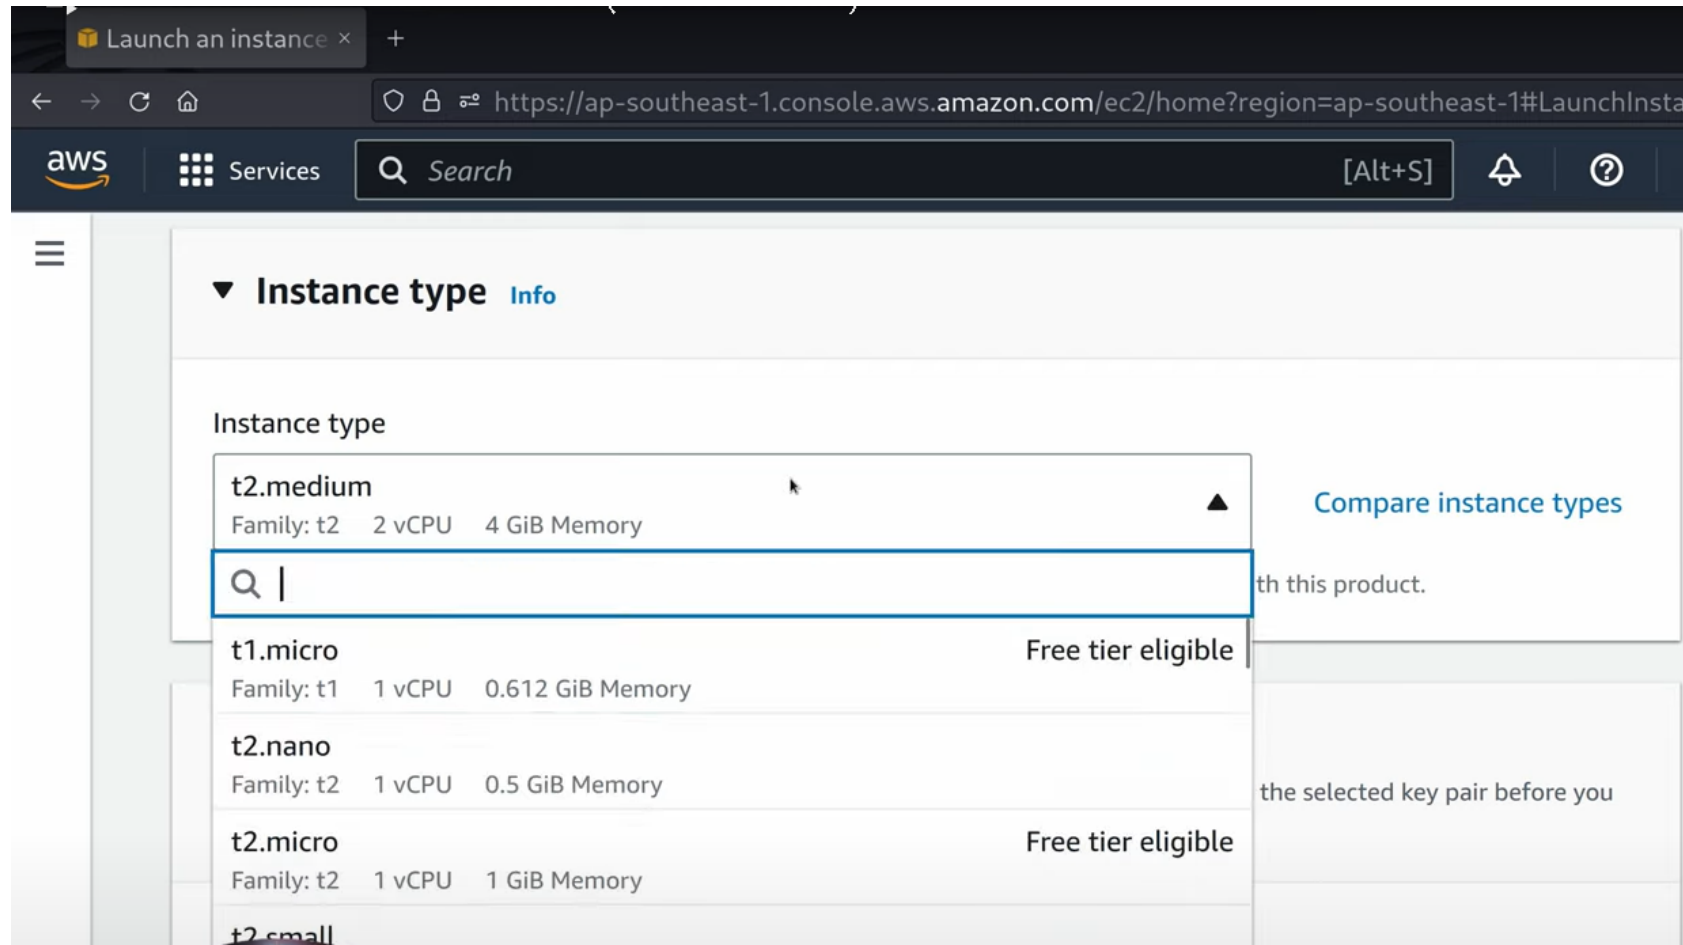 Launch an instance
https://ap-southeast-1.console.aws.amazon.com/ec2/home?region=ap-southeast-1#LaunchInsta
aws
Services
Search
[Alt+S]
Instance type Info
Instance type
t2.medium
Family: t2 2 vCPU 4 GiB Memory
Compare instance types
th this product.
t1.micro Free tier eligible
Family: t1 1 vCPU 0.612 GiB Memory
t2.nano
Family: t2 1 vCPU 0.5 GiB Memory
the selected key pair before you
t2.micro Free tier eligible
Family: t2 1 vCPU 1 GiB Memory
t2.small